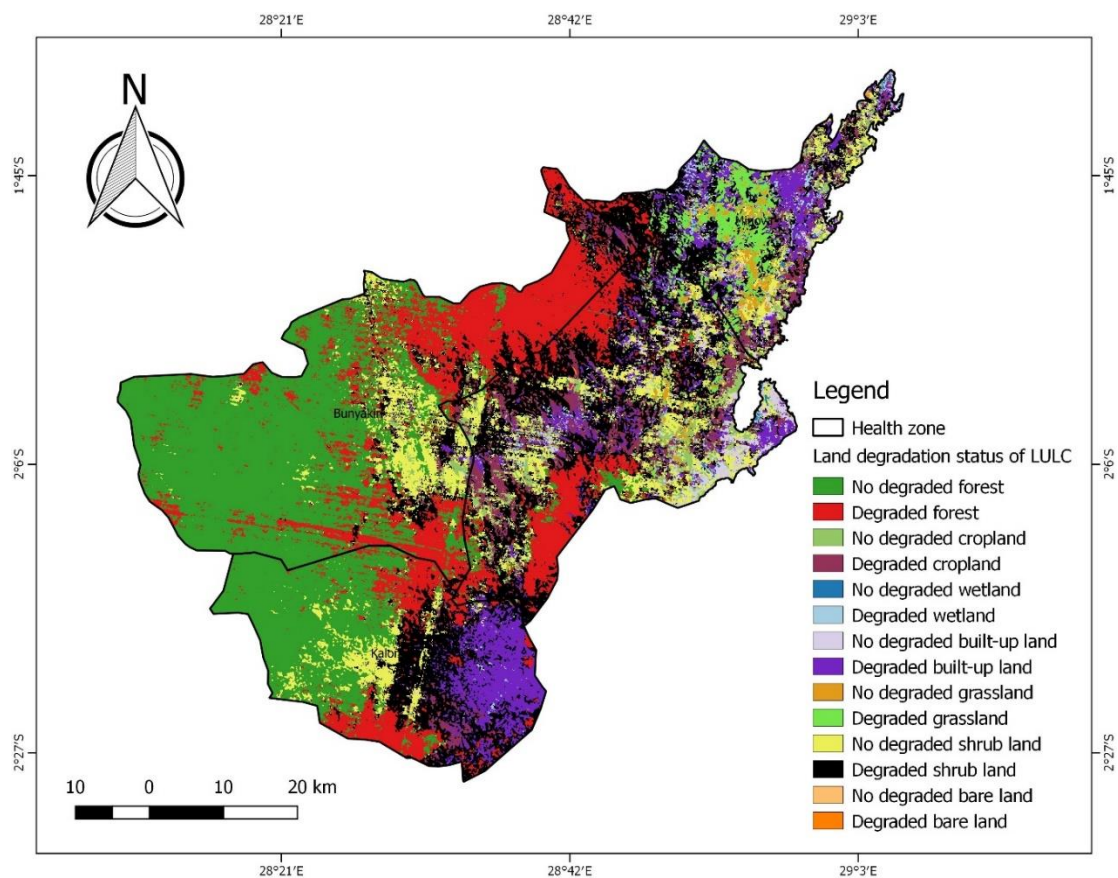 28°21'E 28°42'E 29°3'E
N
1°45'S 1°45'S
Legend
Health zone
Land degradation status of LULC
2°6'S 2°6'S
No degraded forest
Degraded forest
No degraded cropland
Degraded cropland
No degraded wetland
Degraded wetland
No degraded built-up land
Degraded built-up land
No degraded grassland
Degraded grassland
No degraded shrub land
Degraded shrub land
No degraded bare land
Degraded bare land
2°27'S 2°27'S
10 0 10 20 km
28°21'E 28°42'E 29°3'E